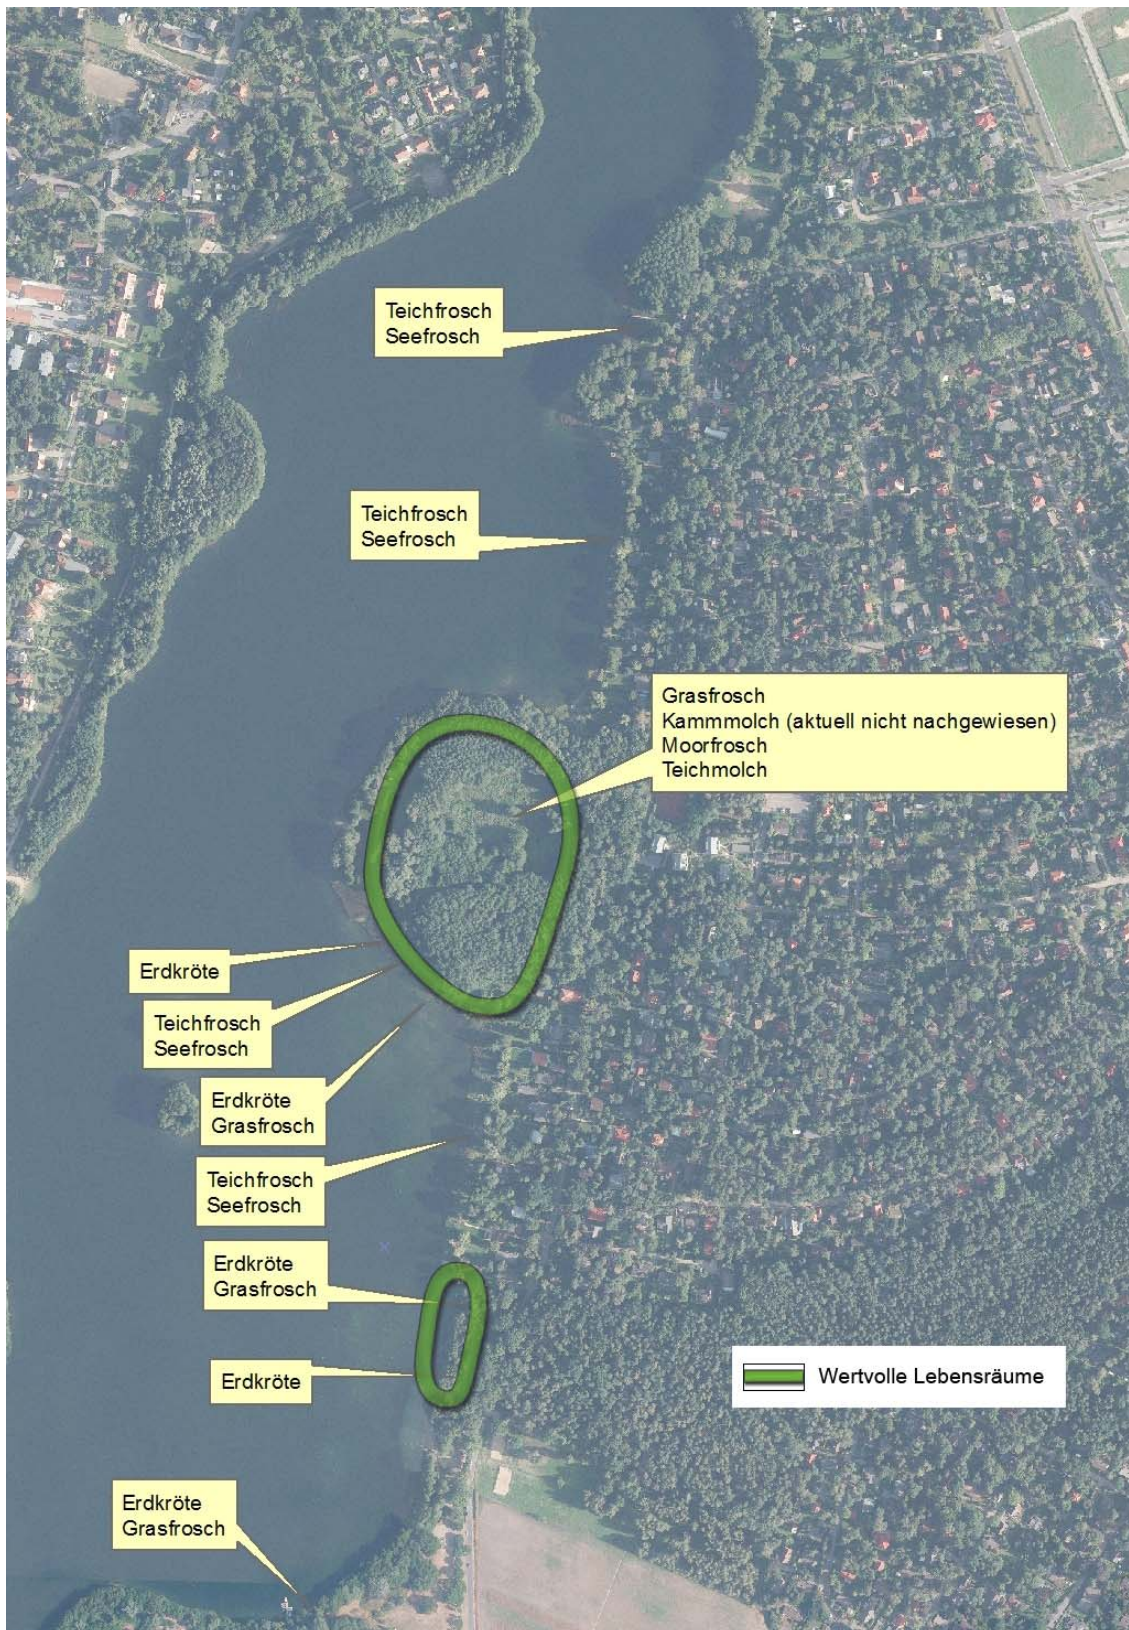 Teichfrosch
Seefrosch
Teichfrosch
Seefrosch
Grasfrosch
Kammmolch (aktuell nicht nachgewiesen)
Moorfrosch
Teichmolch
Erdkröte
Teichfrosch
Seefrosch
Erdkröte
Grasfrosch
Teichfrosch
Seefrosch
Erdkröte
Grasfrosch
Erdkröte
Wertvolle Lebensräume
Erdkröte
Grasfrosch